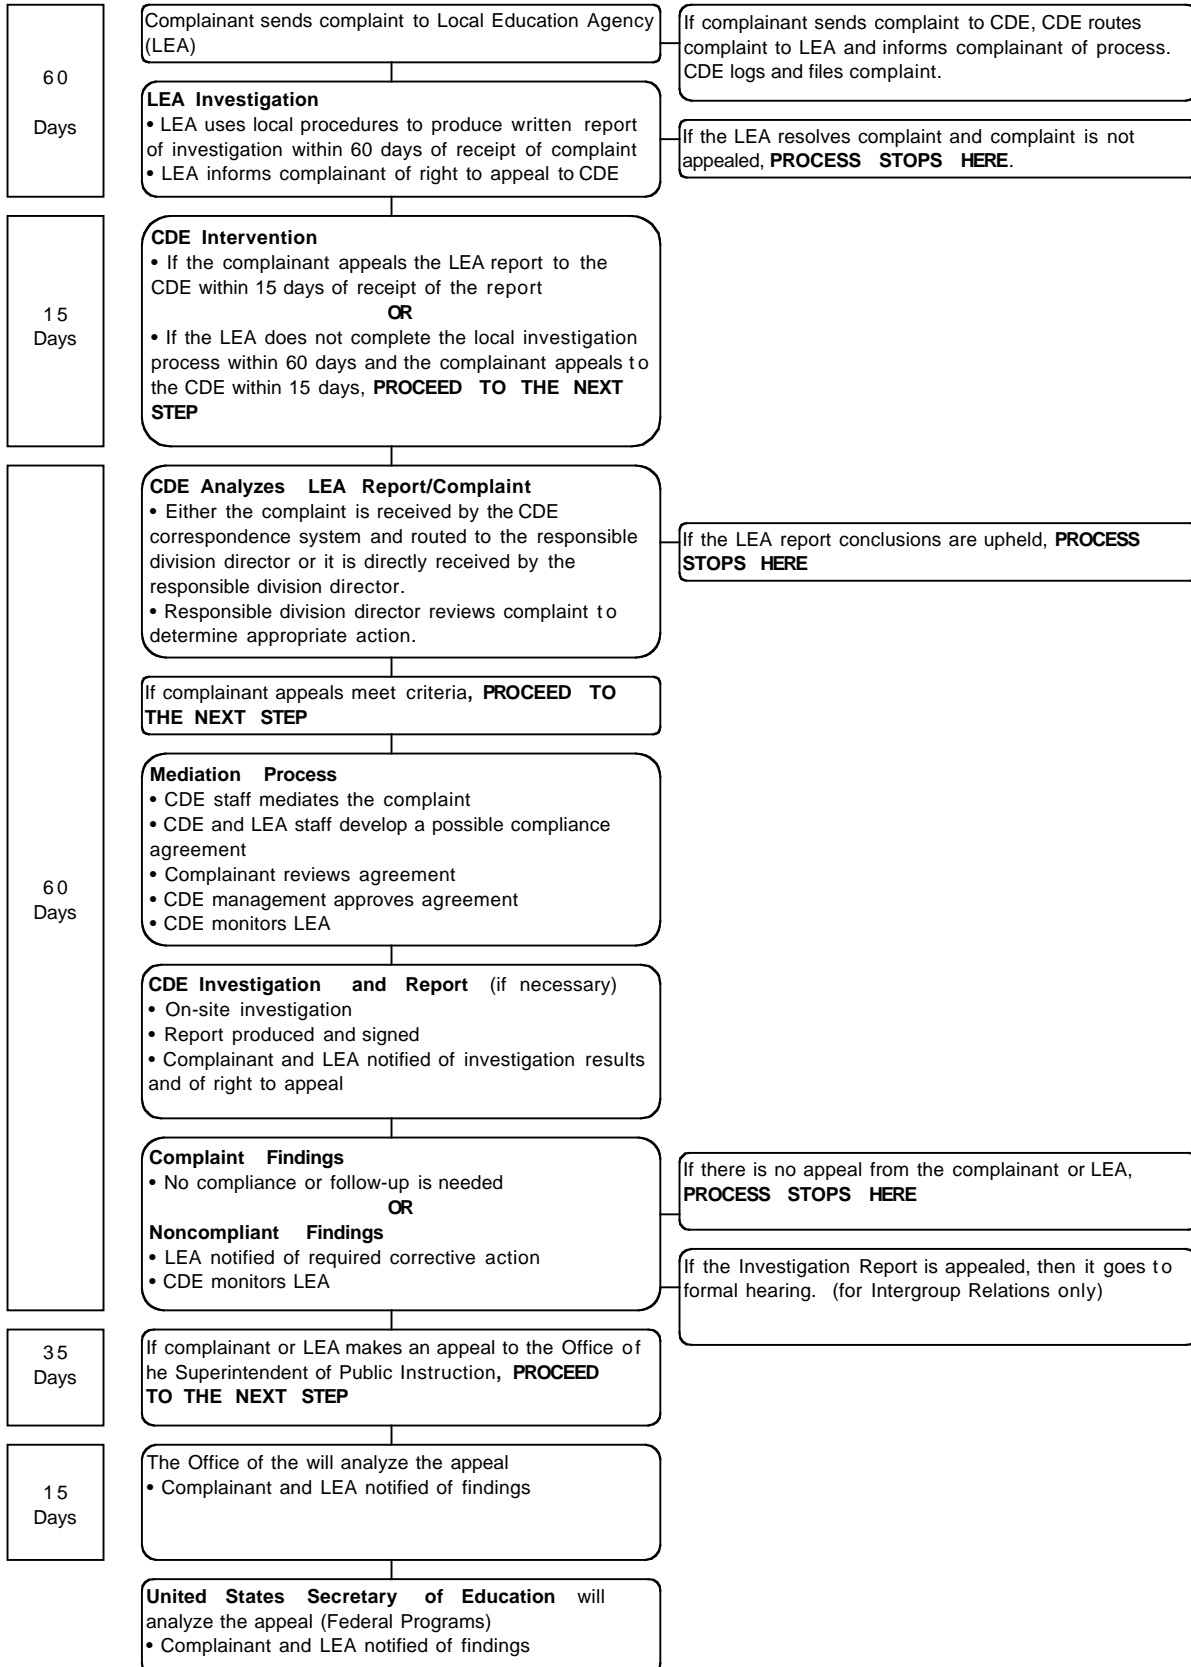 60
Days
Complainant sends complaint to Local Education Agency
(LEA)
If complainant sends complaint to CDE, CDE routes
complaint to LEA and informs complainant of process.
CDE logs and files complaint.
LEA Investigation
• LEA uses local procedures to produce written report
of investigation within 60 days of receipt of complaint
• LEA informs complainant of right to appeal to CDE
If the LEA resolves complaint and complaint is not
appealed, PROCESS STOPS HERE.
15
Days
CDE Intervention
• If the complainant appeals the LEA report to the
CDE within 15 days of receipt of the report
OR
• If the LEA does not complete the local investigation
process within 60 days and the complainant appeals to
the CDE within 15 days, PROCEED TO THE NEXT
STEP
60
Days
CDE Analyzes LEA Report/Complaint
• Either the complaint is received by the CDE
correspondence system and routed to the responsible
division director or it is directly received by the
responsible division director.
• Responsible division director reviews complaint to
determine appropriate action.
If the LEA report conclusions are upheld, PROCESS
STOPS HERE
If complainant appeals meet criteria, PROCEED TO
THE NEXT STEP
Mediation Process
• CDE staff mediates the complaint
• CDE and LEA staff develop a possible compliance
agreement
• Complainant reviews agreement
• CDE management approves agreement
• CDE monitors LEA
CDE Investigation and Report (if necessary)
• On-site investigation
• Report produced and signed
• Complainant and LEA notified of investigation results
and of right to appeal
Complaint Findings
• No compliance or follow-up is needed
OR
Noncompliant Findings
• LEA notified of required corrective action
• CDE monitors LEA
If there is no appeal from the complainant or LEA,
PROCESS STOPS HERE
If the Investigation Report is appealed, then it goes to
formal hearing. (for Intergroup Relations only)
35
Days
If complainant or LEA makes an appeal to the Office of
he Superintendent of Public Instruction, PROCEED
TO THE NEXT STEP
15
Days
The Office of the will analyze the appeal
• Complainant and LEA notified of findings
United States Secretary of Education will
analyze the appeal (Federal Programs)
• Complainant and LEA notified of findings